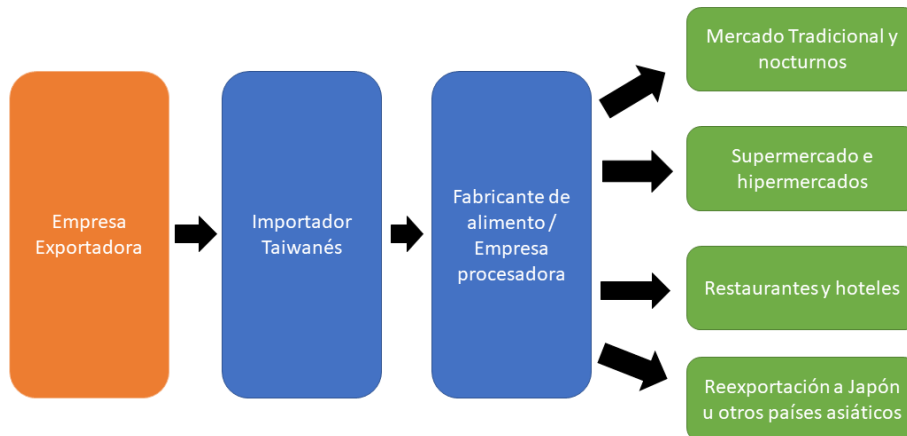 Empresa
Exportadora
Importador
Taiwanés
Fabricante de
alimento /
Empresa
procesadora
Mercado Tradicional y
nocturnos
Supermercado e
hipermercados
Restaurantes y hoteles
Reexportación a Japón
u otros países asiáticos